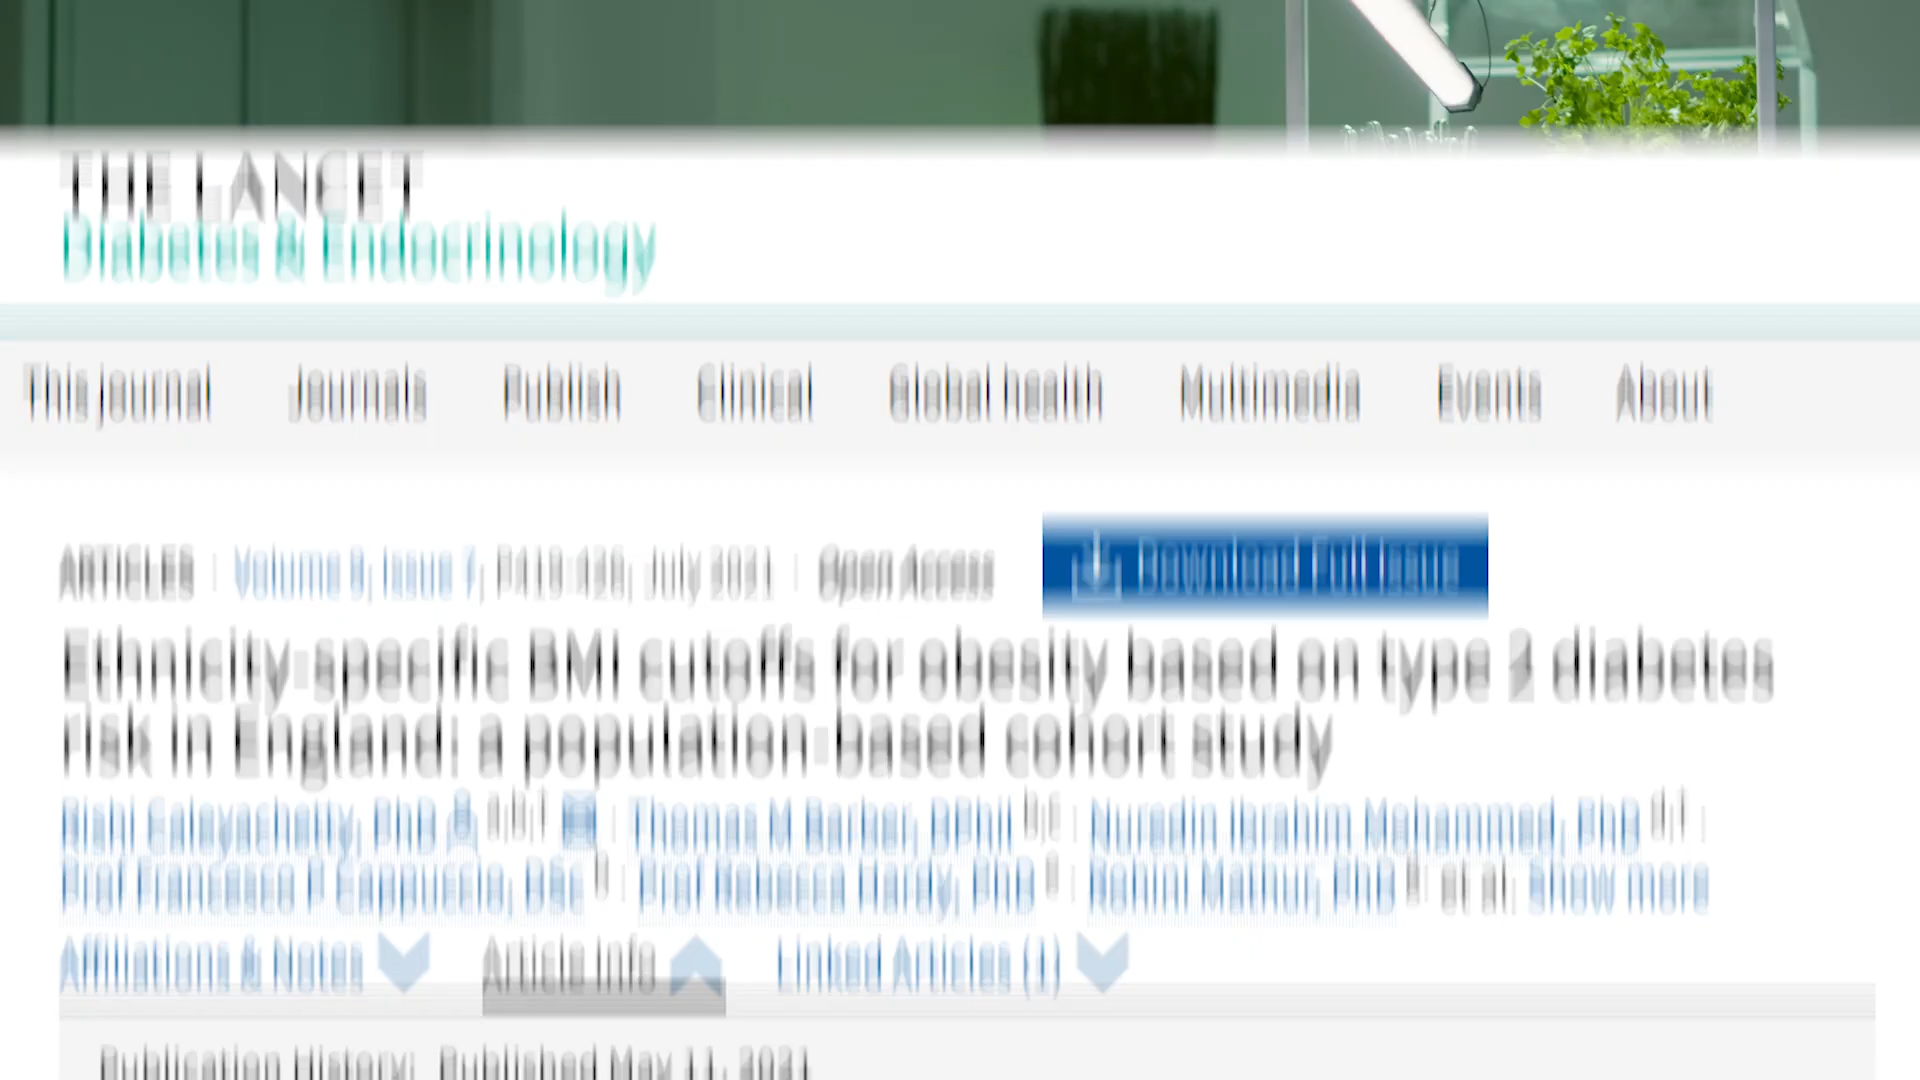 THE LANCET
Diabetes & Endocrinology
This journal Journals Publish Clinical Global health Multimedia Events About
ARTICLES Volume 9, Issue 7, P419-426, July 2021 Open Access Download Full Issue
Ethnicity-specific BMI cutoffs for obesity based on type 2 diabetes
risk in England: a population-based cohort study
Rishi Caleyachetty, PhD Thomas M Barber, DPhil Nuredin Ibrahim Mohammed, PhD
Prof Francesco P Cappuccio, DSc Prof Rebecca Hardy, PhD Rohini Mathur, PhD et al. Show more
Affiliations & Notes Article Info Linked Articles (1)
Publication History: Published May 11, 2021